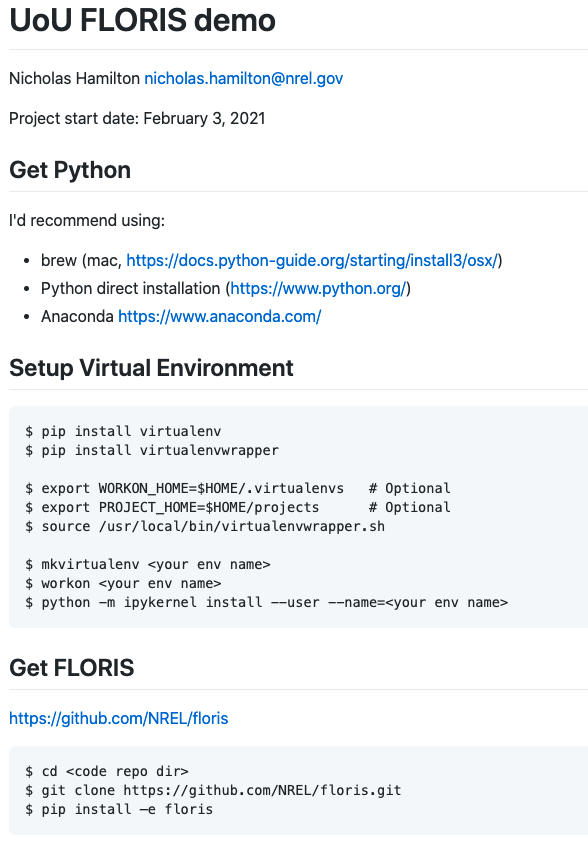 UoU FLORIS demo
Nicholas Hamilton nicholas.hamilton@nrel.gov
Project start date: February 3, 2021
Get Python
I'd recommend using:
• brew (mac, https://docs.python-guide.org/starting/install3/osx/)
• Python direct installation (https://www.python.org/)
• Anaconda https://www.anaconda.com/
Setup Virtual Environment
$ pip install virtualenv
$ pip install virtualenvwrapper
$ export WORKON_HOME=$HOME/.virtualenvs   # Optional
$ export PROJECT_HOME=$HOME/projects      # Optional
$ source /usr/local/bin/virtualenvwrapper.sh
$ mkvirtualenv <your env name>
$ workon <your env name>
$ python -m ipykernel install --user --name=<your env name>
Get FLORIS
https://github.com/NREL/floris
$ cd <code repo dir>
$ git clone https://github.com/NREL/floris.git
$ pip install –e floris